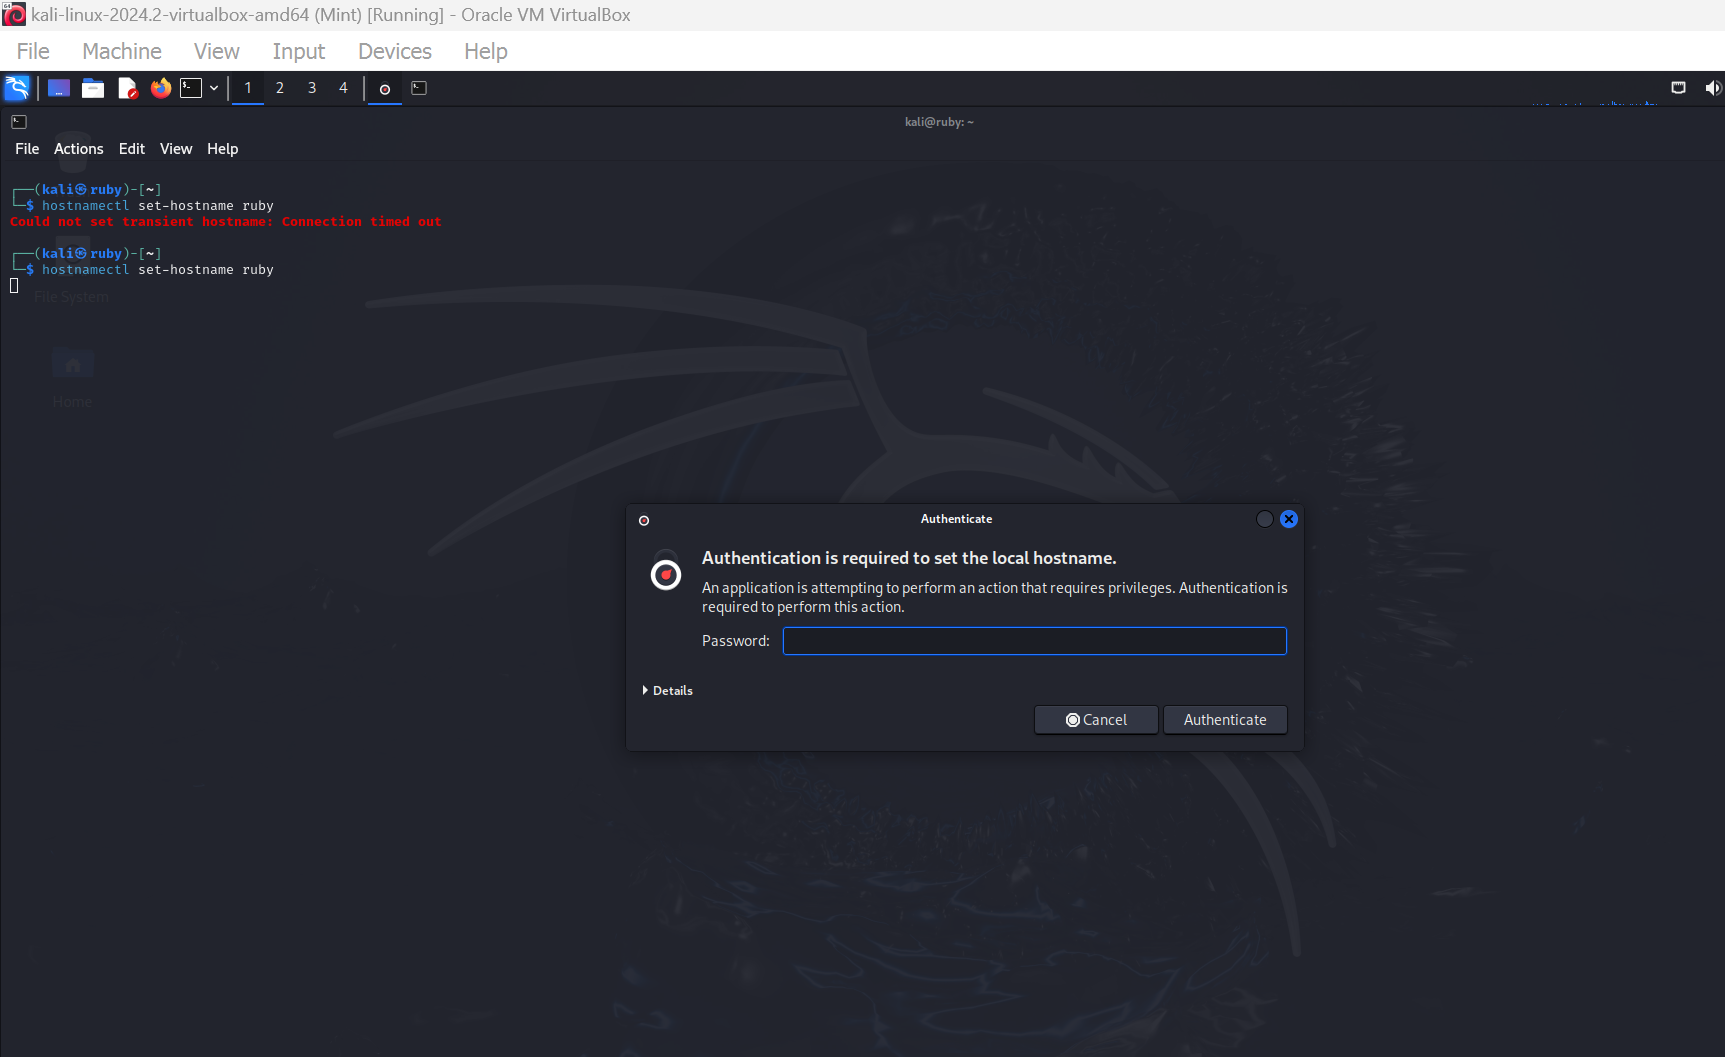 kali-linux-2024.2-virtualbox-amd64 (Mint) [Running] - Oracle VM VirtualBox
File Machine View Input Devices Help
1 2 3 4
kali@ruby: ~
File Actions Edit View Help
┌──(kali㉿ruby)-[~]
└─$ hostnamectl set-hostname ruby
Could not set transient hostname: Connection timed out
┌──(kali㉿ruby)-[~]
└─$ hostnamectl set-hostname ruby
File System
Home
Authenticate
Authentication is required to set the local hostname.
An application is attempting to perform an action that requires privileges. Authentication is
required to perform this action.
Password:
Details
Cancel Authenticate